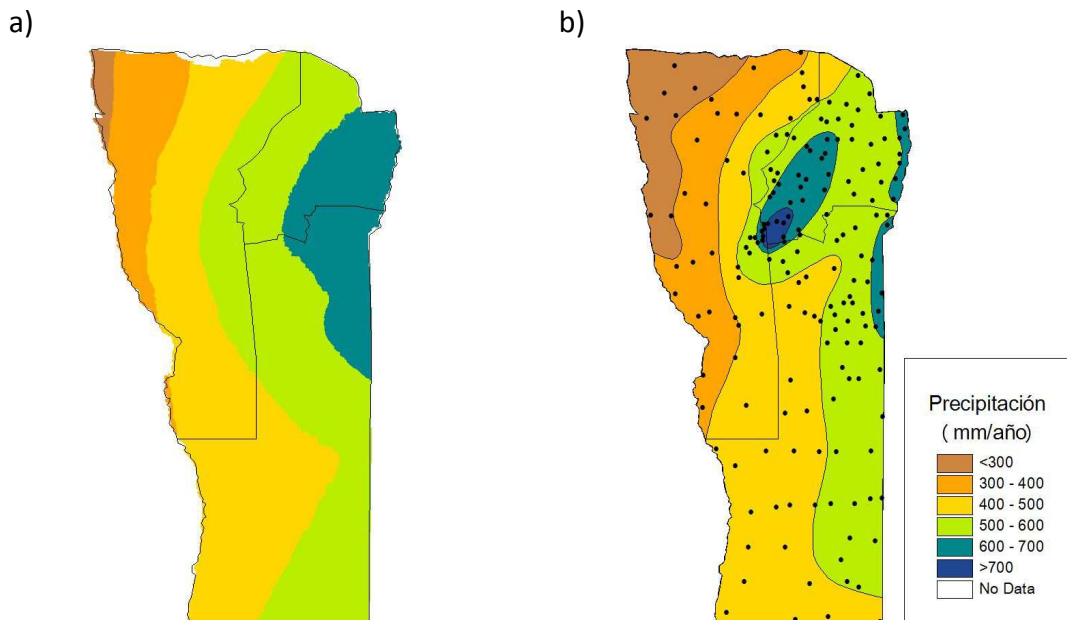 a)
b)
Precipitación
( mm/año)
<300
300 - 400
400 - 500
500 - 600
600 - 700
>700
No Data